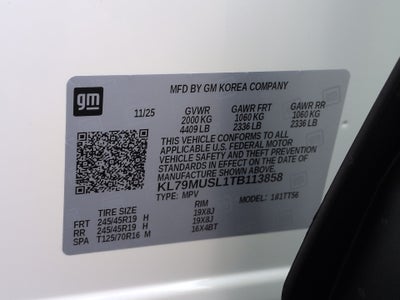 gm
MFD BY GM KOREA COMPANY
11/25 GVWR GAWR FRT GAWR RR
2000 KG 1060 KG 1060 KG
4409 LB 2336 LB 2336 LB
THIS VEHICLE CONFORMS TO ALL
APPLICABLE U.S. FEDERAL MOTOR
VEHICLE SAFETY AND THEFT PREVENTION
STANDARDS IN EFFECT ON THE DATE OF
MANUFACTURE SHOWN ABOVE.
KL79MUSL1TB113858
TYPE: MPV MODEL: 1B1TT56
TIRE SIZE RIM
FRT 245/45R19 H 19X8J
RR 245/45R19 H 19X8J
SPA T125/70R16 M 16X4BT